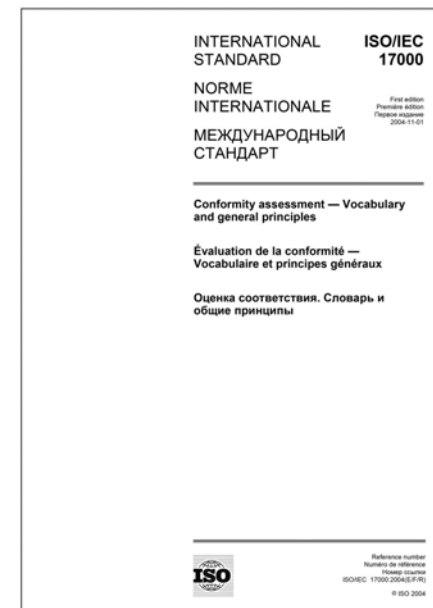 INTERNATIONAL
STANDARD
ISO/IEC
17000
NORME
INTERNATIONALE
МЕЖДУНАРОДНЫЙ
СТАНДАРТ
First edition
Première édition
Первое издание
2004-11-01
Conformity assessment — Vocabulary
and general principles
Évaluation de la conformité —
Vocabulaire et principes généraux
Оценка соответствия. Словарь и
общие принципы
ISO
Reference number
Numéro de référence
Номер ссылки
ISO/IEC 17000:2004(E/F/R)
© ISO 2004